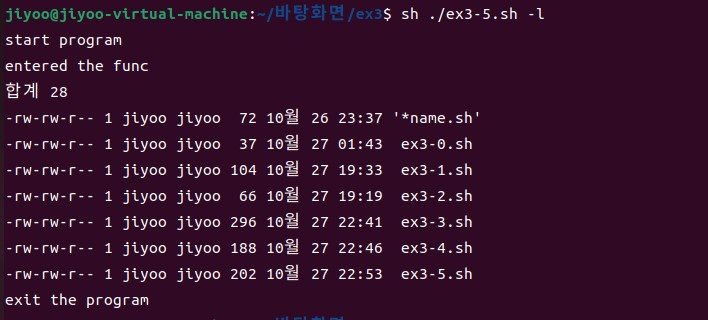 jiyoo@jiyoo-virtual-machine:~/바탕화면/ex3$ sh ./ex3-5.sh -l
start program
entered the func
합계 28
-rw-rw-r-- 1 jiyoo jiyoo  72 10월 26 23:37 '*name.sh'
-rw-rw-r-- 1 jiyoo jiyoo  37 10월 27 01:43  ex3-0.sh
-rw-rw-r-- 1 jiyoo jiyoo 104 10월 27 19:33  ex3-1.sh
-rw-rw-r-- 1 jiyoo jiyoo  66 10월 27 19:19  ex3-2.sh
-rw-rw-r-- 1 jiyoo jiyoo 296 10월 27 22:41  ex3-3.sh
-rw-rw-r-- 1 jiyoo jiyoo 188 10월 27 22:46  ex3-4.sh
-rw-rw-r-- 1 jiyoo jiyoo 202 10월 27 22:53  ex3-5.sh
exit the program